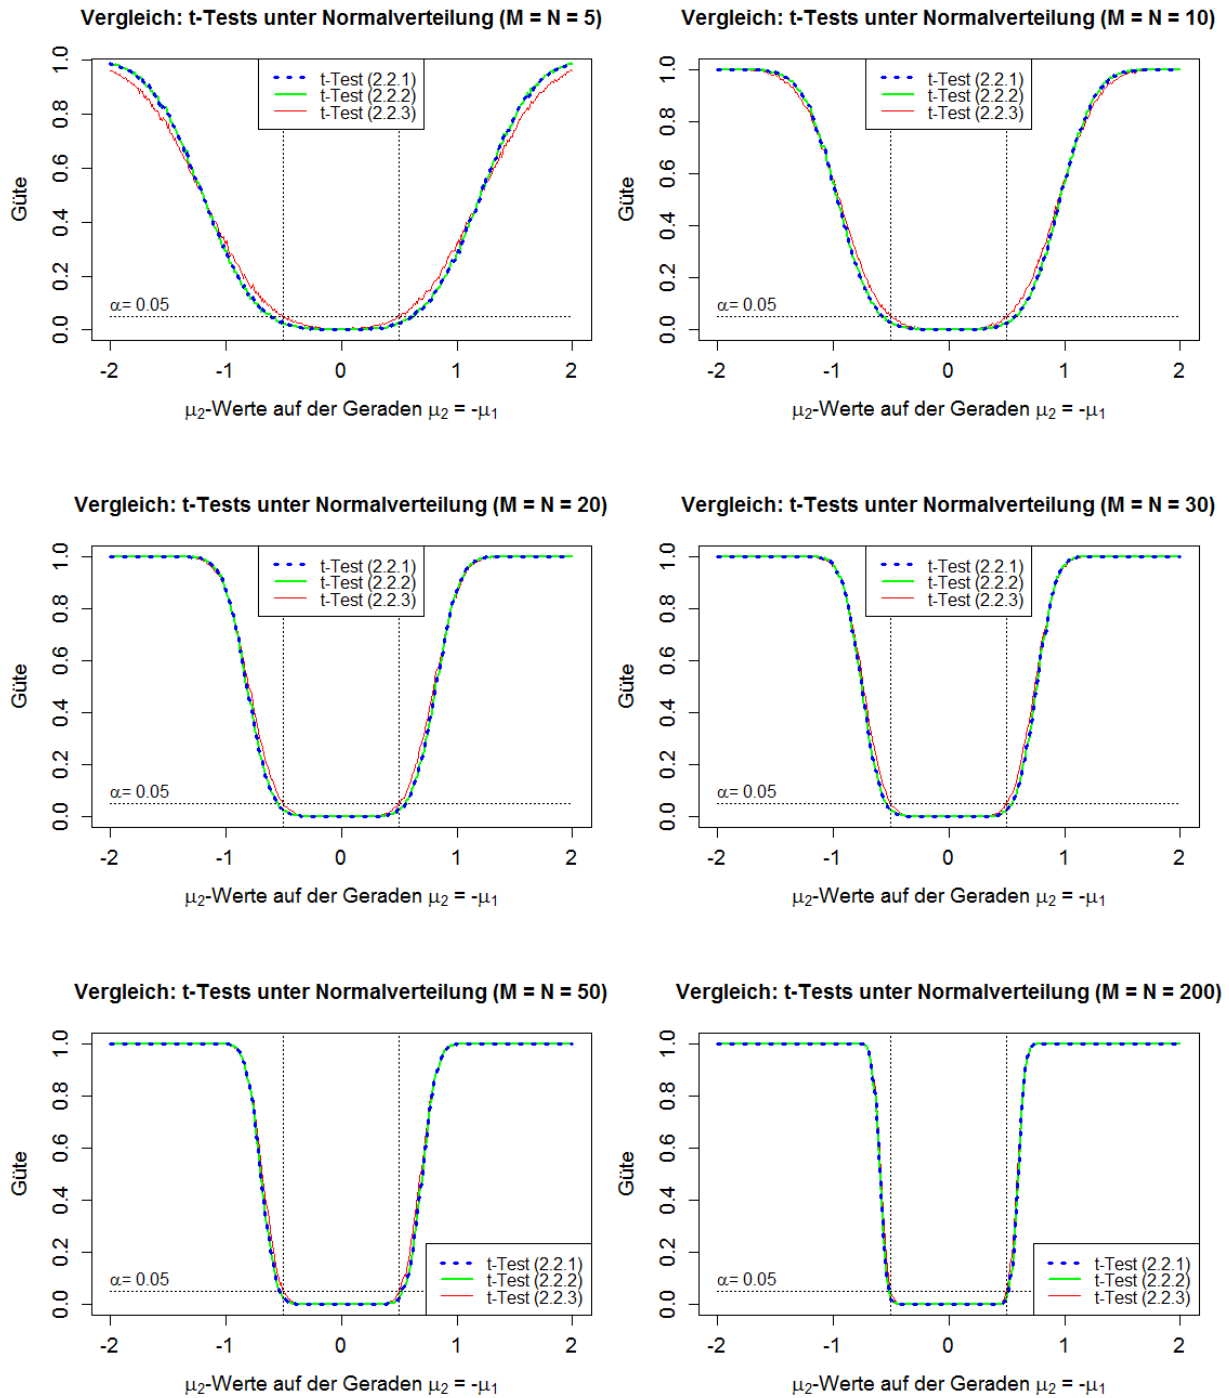 Vergleich: t-Tests unter Normalverteilung (M = N = 5)
t-Test (2.2.1)
t-Test (2.2.2)
t-Test (2.2.3)
Güte
1.0
0.8
0.6
0.4
0.2
0.0
α= 0.05
-2 -1 0 1 2
μ2-Werte auf der Geraden μ2 = -μ1
Vergleich: t-Tests unter Normalverteilung (M = N = 10)
t-Test (2.2.1)
t-Test (2.2.2)
t-Test (2.2.3)
Güte
1.0
0.8
0.6
0.4
0.2
0.0
α= 0.05
-2 -1 0 1 2
μ2-Werte auf der Geraden μ2 = -μ1
Vergleich: t-Tests unter Normalverteilung (M = N = 20)
t-Test (2.2.1)
t-Test (2.2.2)
t-Test (2.2.3)
Güte
1.0
0.8
0.6
0.4
0.2
0.0
α= 0.05
-2 -1 0 1 2
μ2-Werte auf der Geraden μ2 = -μ1
Vergleich: t-Tests unter Normalverteilung (M = N = 30)
t-Test (2.2.1)
t-Test (2.2.2)
t-Test (2.2.3)
Güte
1.0
0.8
0.6
0.4
0.2
0.0
α= 0.05
-2 -1 0 1 2
μ2-Werte auf der Geraden μ2 = -μ1
Vergleich: t-Tests unter Normalverteilung (M = N = 50)
Güte
1.0
0.8
0.6
0.4
0.2
0.0
α= 0.05
t-Test (2.2.1)
t-Test (2.2.2)
t-Test (2.2.3)
-2 -1 0 1 2
μ2-Werte auf der Geraden μ2 = -μ1
Vergleich: t-Tests unter Normalverteilung (M = N = 200)
Güte
1.0
0.8
0.6
0.4
0.2
0.0
α= 0.05
t-Test (2.2.1)
t-Test (2.2.2)
t-Test (2.2.3)
-2 -1 0 1 2
μ2-Werte auf der Geraden μ2 = -μ1